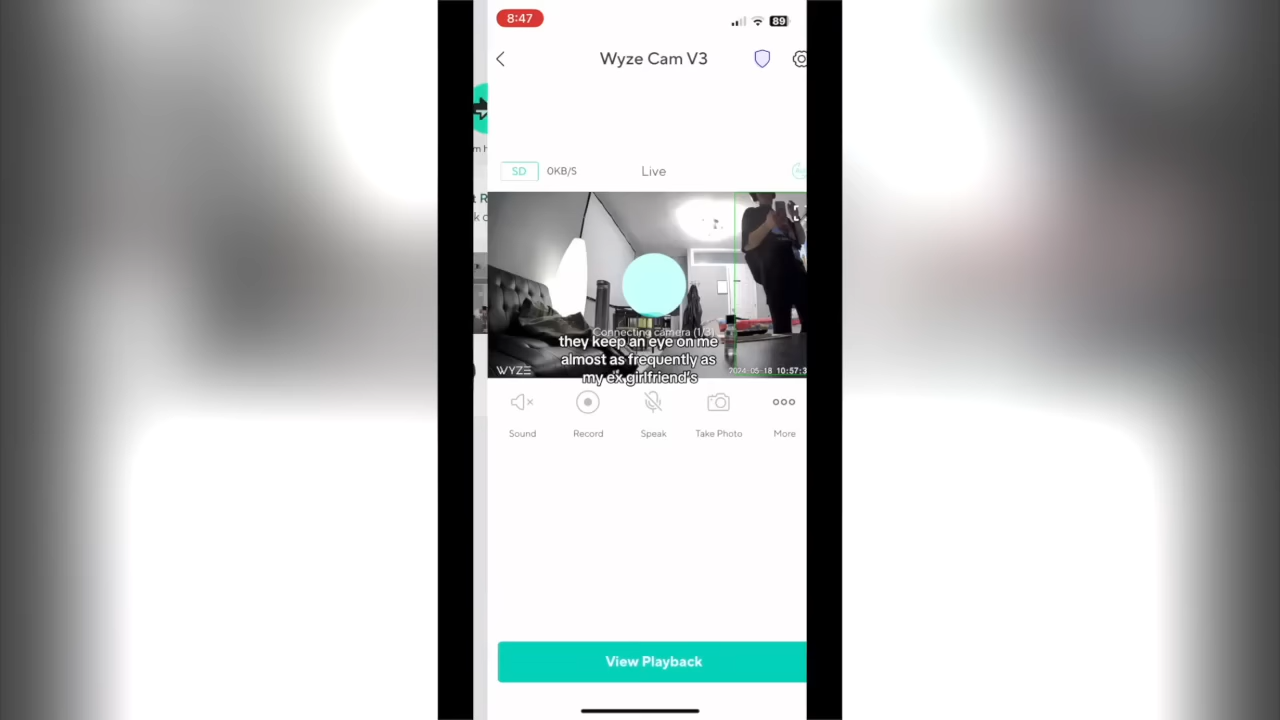 8:47
89
Wyze Cam V3
SD
0KB/S
Live
Connecting camera (1/3)
they keep an eye on me
almost as frequently as
my ex girlfriend's
WYZE
Sound
Record
Speak
Take Photo
More
View Playback